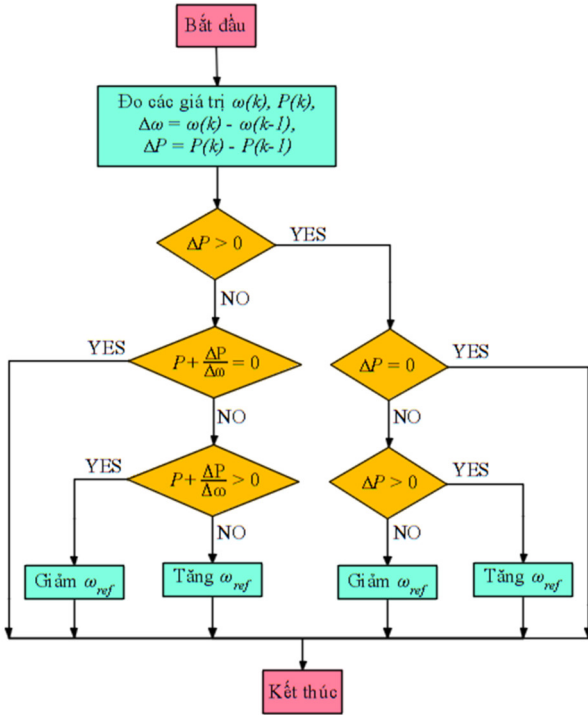 Bắt đầu
Đo các giá trị ω(k), P(k),
Δω = ω(k) - ω(k-1),
ΔP = P(k) - P(k-1)
ΔP > 0
YES
NO
YES
P + ΔP/Δω = 0
ΔP = 0
YES
NO
NO
YES
P + ΔP/Δω > 0
ΔP > 0
YES
NO
NO
Giảm ω_ref
Tăng ω_ref
Giảm ω_ref
Tăng ω_ref
Kết thúc